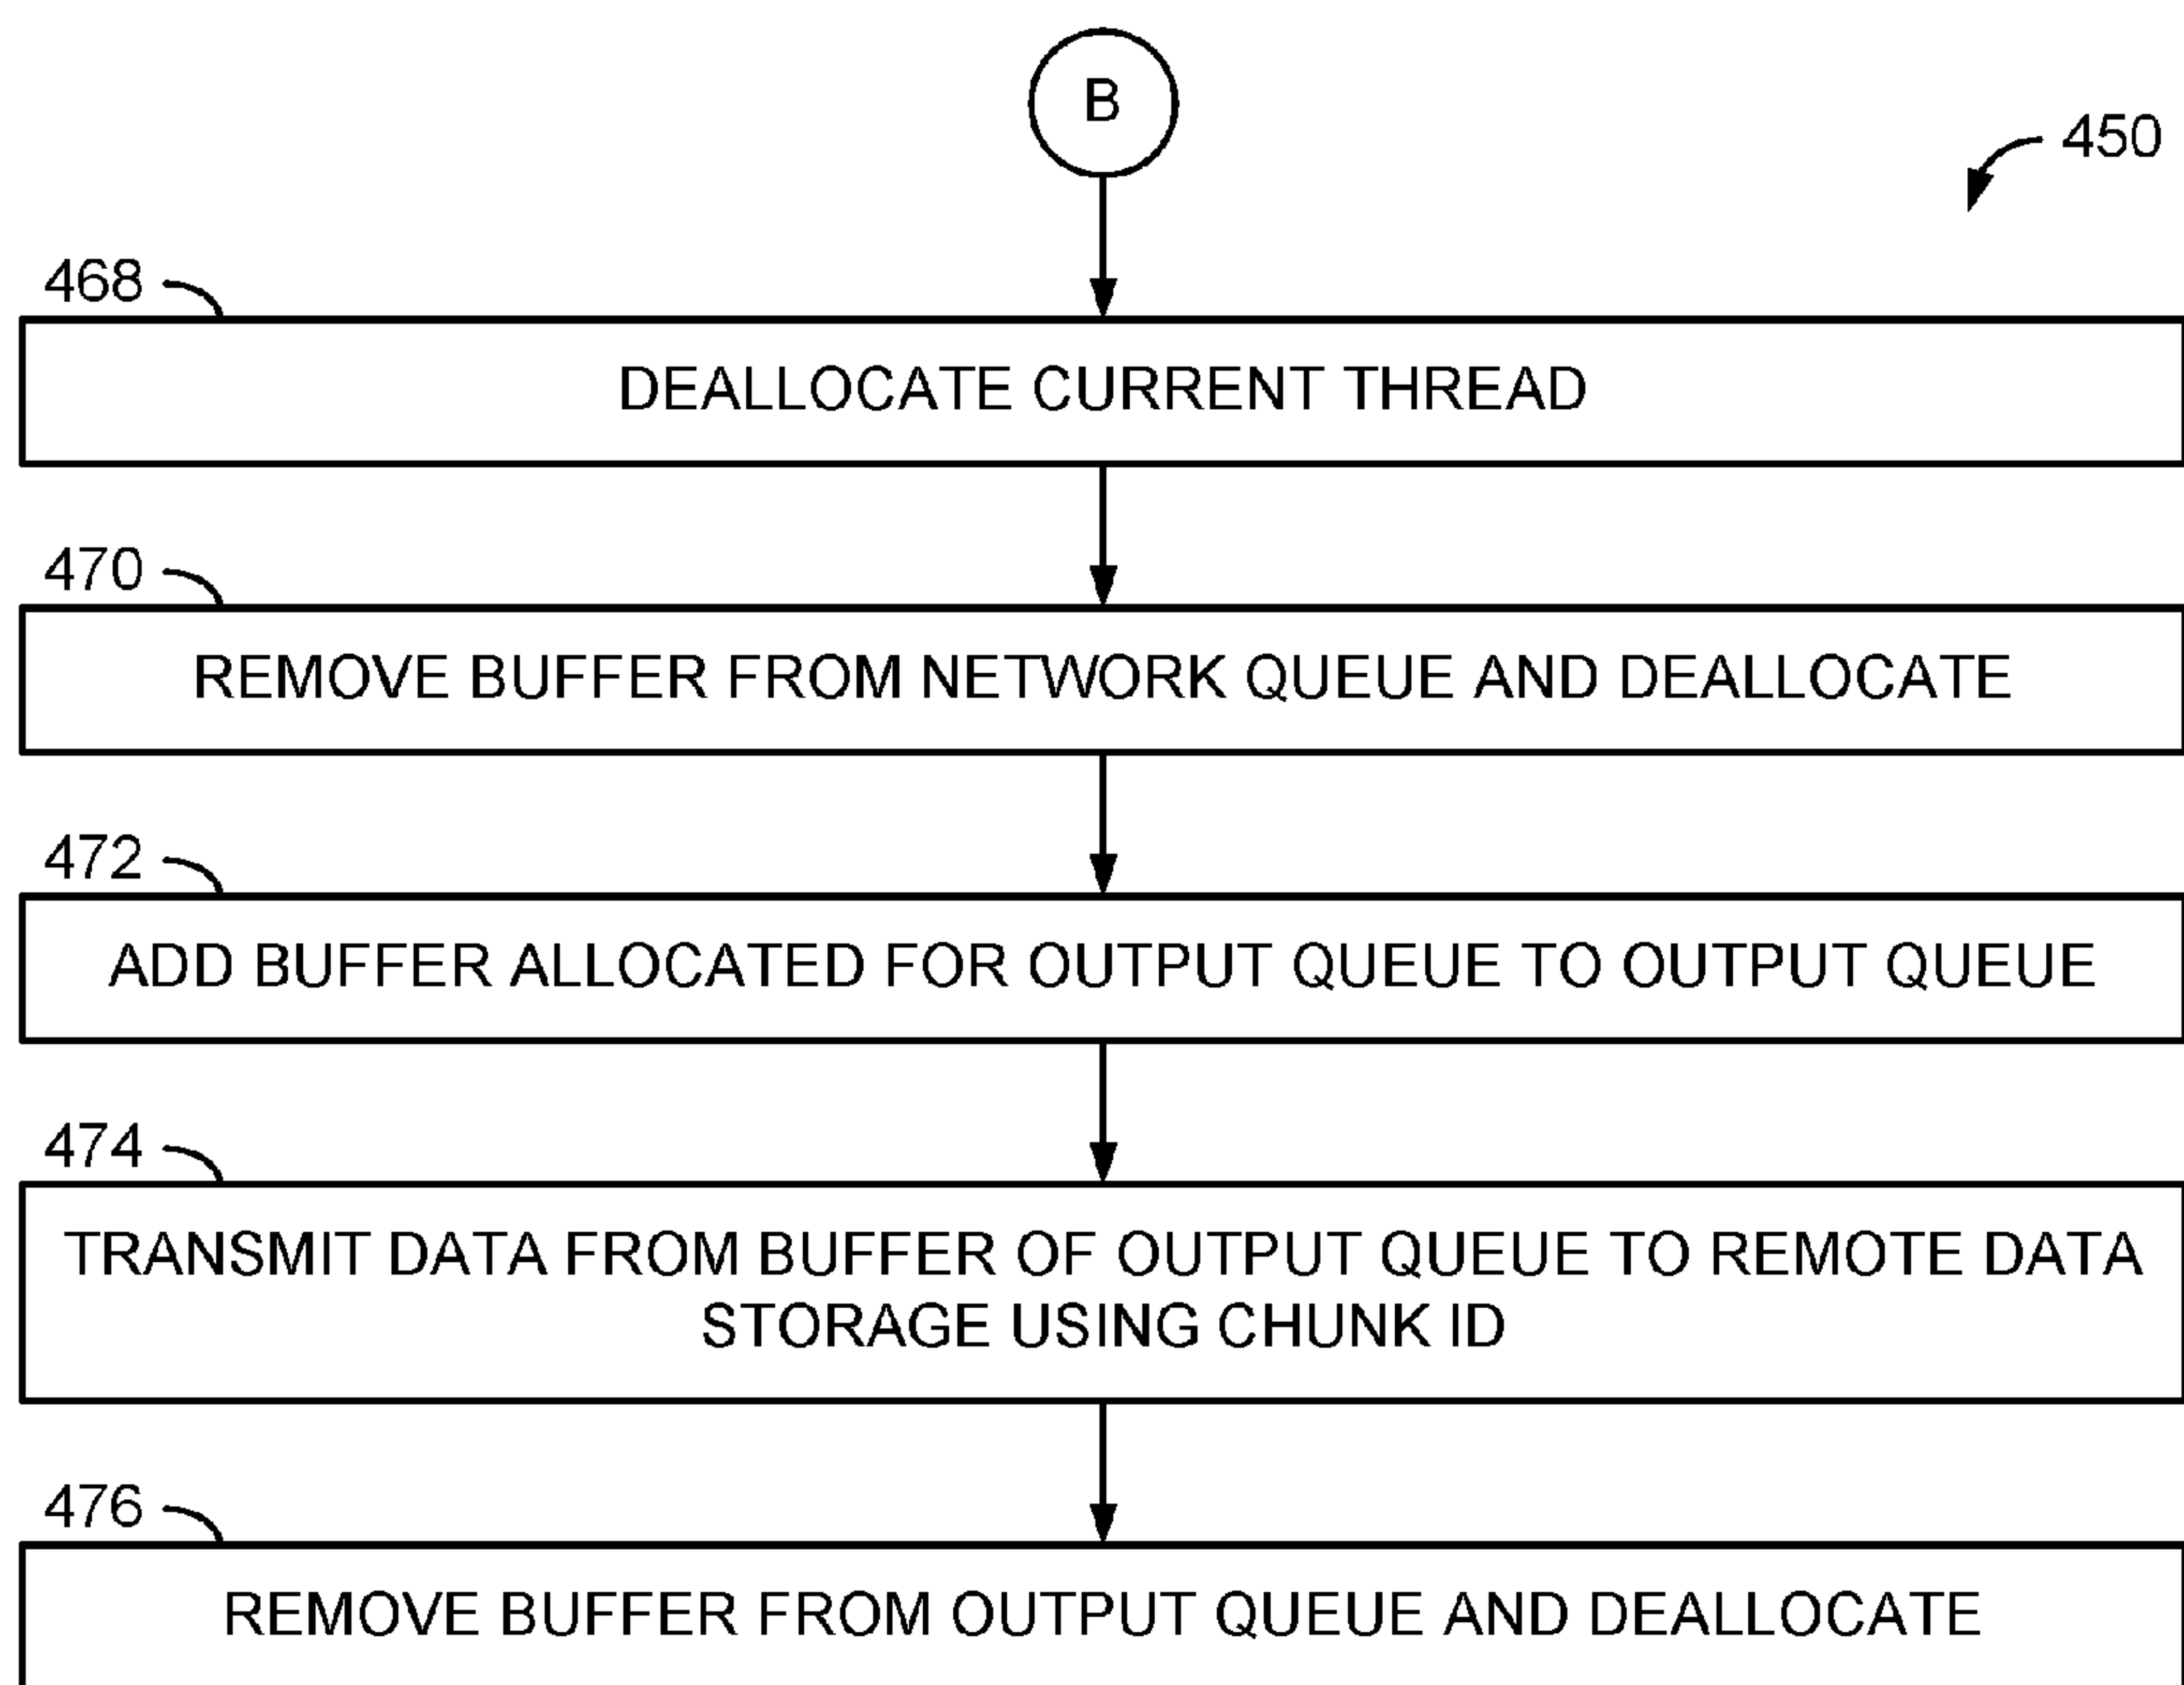 B
450
468
DEALLOCATE CURRENT THREAD
470
REMOVE BUFFER FROM NETWORK QUEUE AND DEALLOCATE
472
ADD BUFFER ALLOCATED FOR OUTPUT QUEUE TO OUTPUT QUEUE
474
TRANSMIT DATA FROM BUFFER OF OUTPUT QUEUE TO REMOTE DATA
STORAGE USING CHUNK ID
476
REMOVE BUFFER FROM OUTPUT QUEUE AND DEALLOCATE